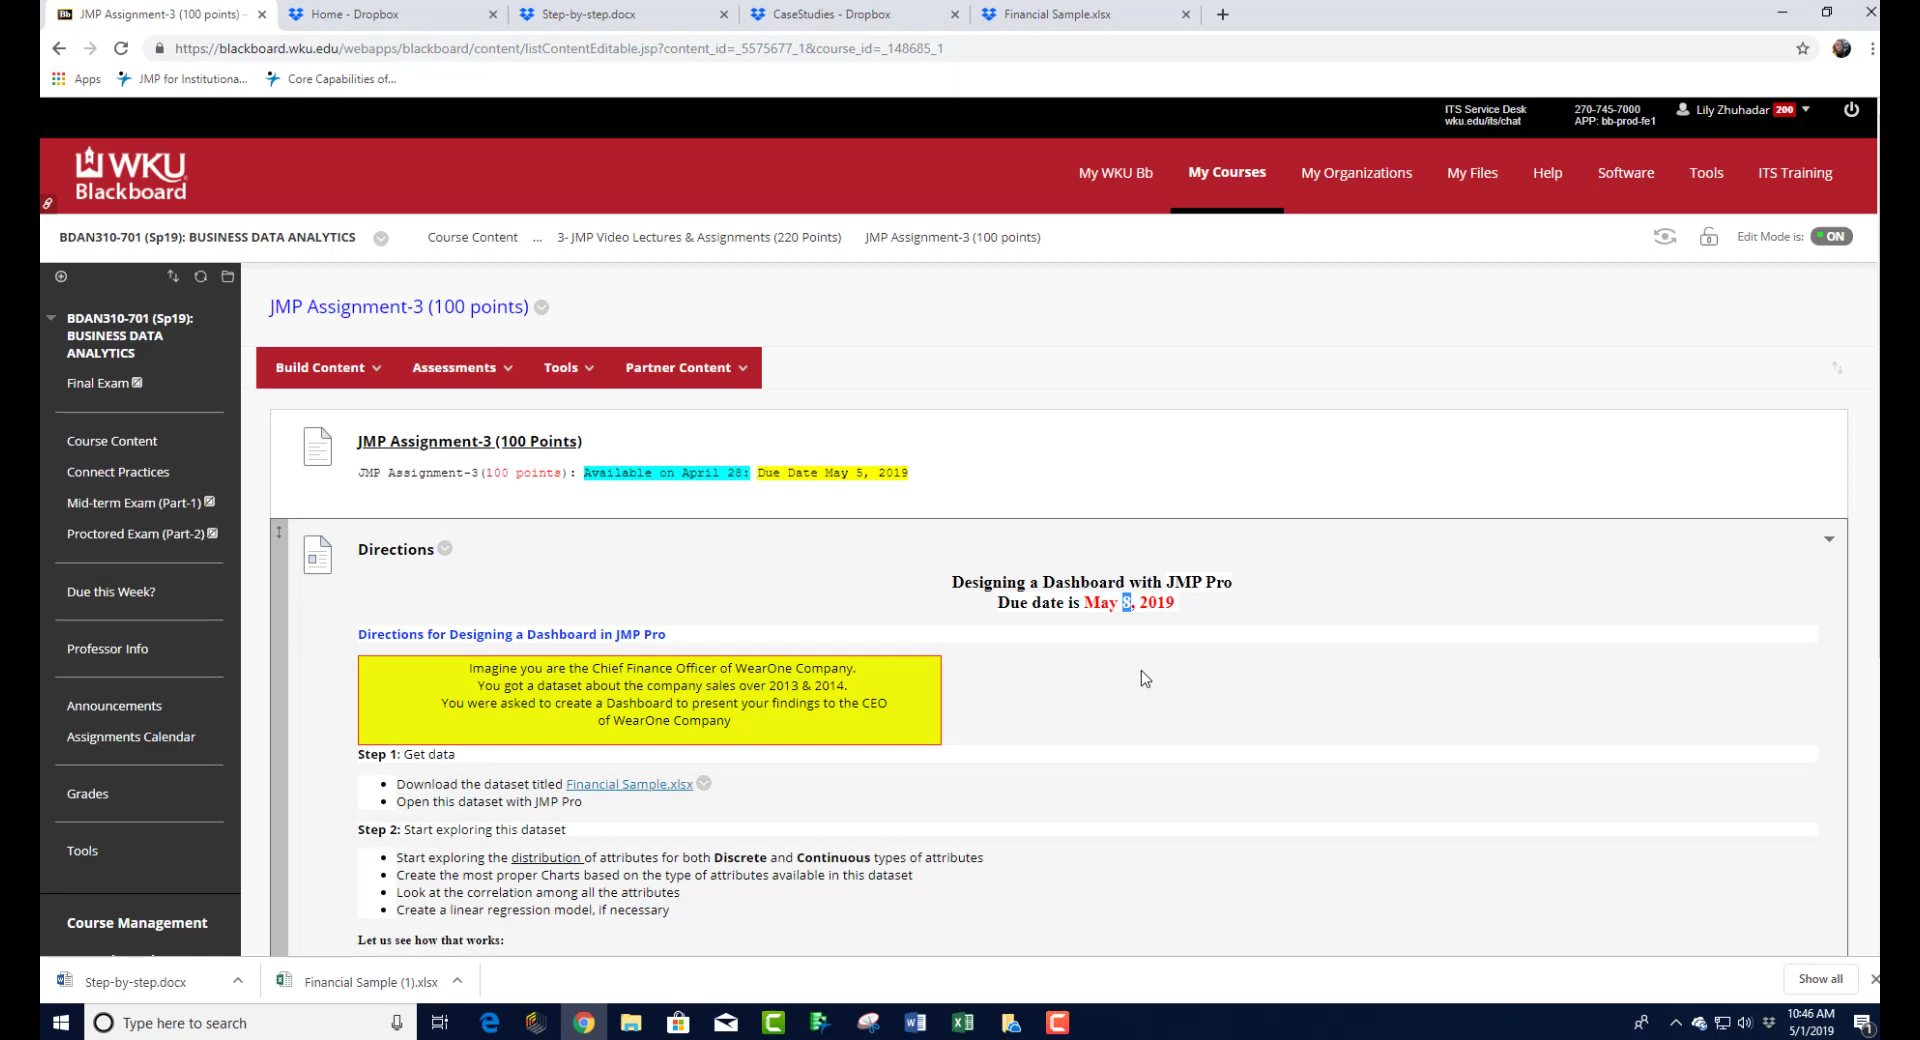 JMP Assignment-3 (100 points) -
Home - Dropbox
Step-by-step.docx
CaseStudies - Dropbox
Financial Sample.xlsx
https://blackboard.wku.edu/webapps/blackboard/content/listContentEditable.jsp?content_id=_5575677_1&course_id=_148685_1
Apps
JMP for Instituiona...
Core Capabilities of...
ITS Service Desk
wku.edu/its/chat
270-745-7000
APP: bb-prod-fe1
Lily Zhuhadar 200
WKU
Blackboard
My WKU Bb
My Courses
My Organizations
My Files
Help
Software
Tools
ITS Training
BDAN310-701 (Sp19): BUSINESS DATA ANALYTICS
Course Content
...
3- JMP Video Lectures & Assignments (220 Points)
JMP Assignment-3 (100 points)
Edit Mode is: ON
BDAN310-701 (Sp19):
BUSINESS DATA
ANALYTICS
Final Exam
Course Content
Connect Practices
Mid-term Exam (Part-1)
Proctored Exam (Part-2)
Due this Week?
Professor Info
Announcements
Assignments Calendar
Grades
Tools
Course Management
JMP Assignment-3 (100 points)
Build Content
Assessments
Tools
Partner Content
JMP Assignment-3 (100 Points)
JMP Assignment-3(100 points): Available on April 28: Due Date May 5, 2019
Directions
Designing a Dashboard with JMP Pro
Due date is May 8, 2019
Directions for Designing a Dashboard in JMP Pro
Imagine you are the Chief Finance Officer of WearOne Company.
You got a dataset about the company sales over 2013 & 2014.
You were asked to create a Dashboard to present your findings to the CEO
of WearOne Company
Step 1: Get data
Download the dataset titled Financial Sample.xlsx
Open this dataset with JMP Pro
Step 2: Start exploring this dataset
Start exploring the distribution of attributes for both Discrete and Continuous types of attributes
Create the most proper Charts based on the type of attributes available in this dataset
Look at the correlation among all the attributes
Create a linear regression model, if necessary
Let us see how that works:
Step-by-step.docx
Financial Sample (1).xlsx
Show all
Type here to search
10:46 AM
5/1/2019